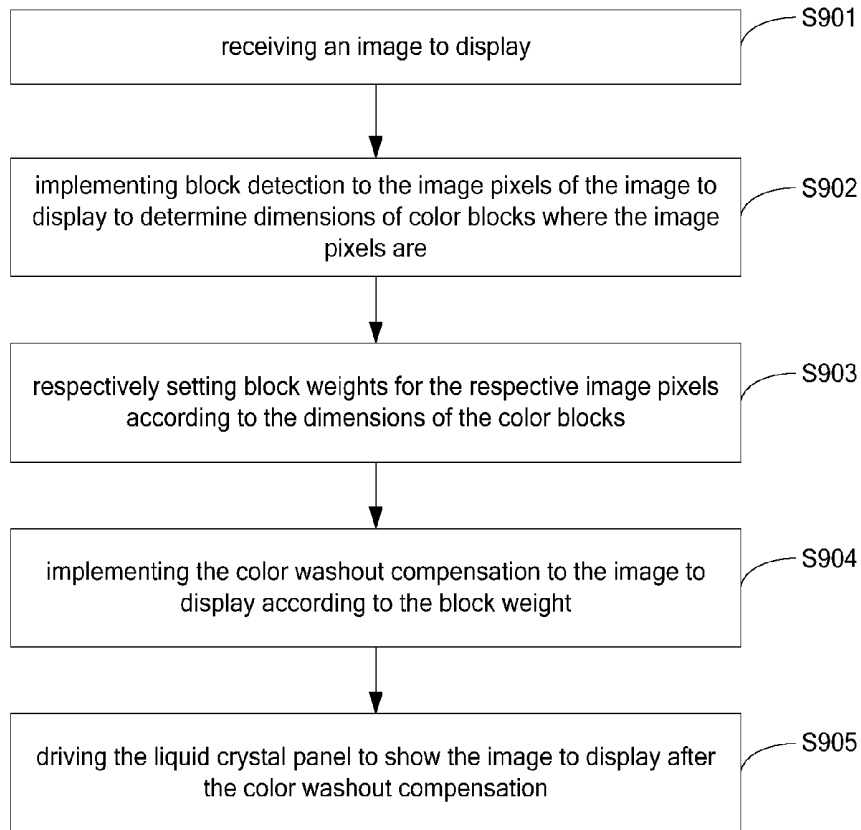 receiving an image to display
S901
implementing block detection to the image pixels of the image to
display to determine dimensions of color blocks where the image
pixels are
S902
respectively setting block weights for the respective image pixels
according to the dimensions of the color blocks
S903
implementing the color washout compensation to the image to
display according to the block weight
S904
driving the liquid crystal panel to show the image to display after
the color washout compensation
S905